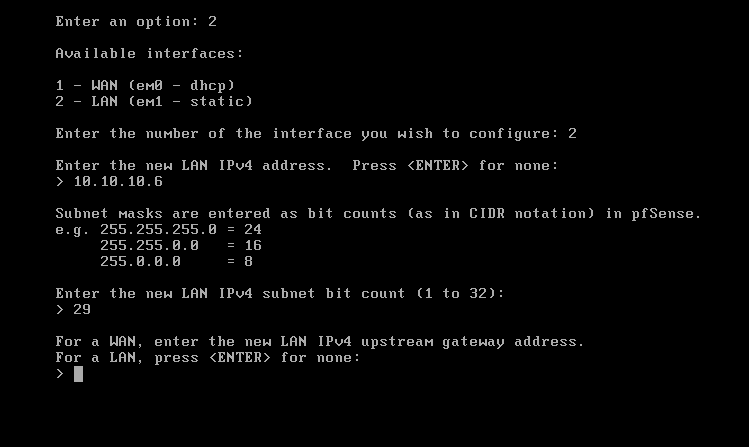 Enter an option: 2
Available interfaces:
1 - WAN (em0 - dhcp)
2 - LAN (em1 - static)
Enter the number of the interface you wish to configure: 2
Enter the new LAN IPv4 address.  Press <ENTER> for none:
> 10.10.10.6
Subnet masks are entered as bit counts (as in CIDR notation) in pfSense.
e.g. 255.255.255.0 = 24
     255.255.0.0   = 16
     255.0.0.0     = 8
Enter the new LAN IPv4 subnet bit count (1 to 32):
> 29
For a WAN, enter the new LAN IPv4 upstream gateway address.
For a LAN, press <ENTER> for none:
>